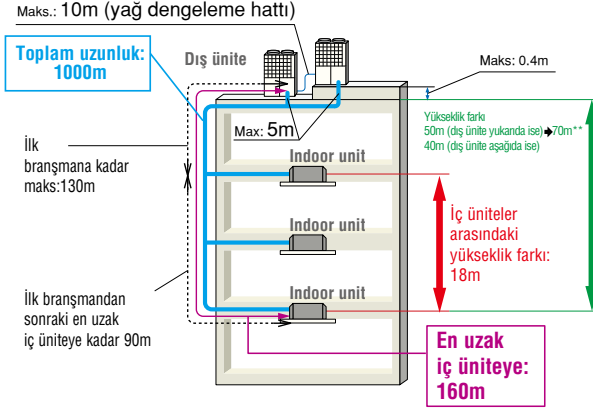 Maks.: 10m (yağ dengeleme hattı)
Toplam uzunluk:
1000m
Dış ünite
Maks: 0.4m
Max: 5m
Yükseklik farkı
50m (dış ünite yukarıda ise) 70m**
40m (dış ünite aşağıda ise)
İlk
branşmana kadar
maks:130m
Indoor unit
Indoor unit
Indoor unit
İç üniteler
arasındaki
yükseklik farkı:
18m
İlk branşmandan
sonraki en uzak
iç üniteye kadar 90m
En uzak
iç üniteye:
160m